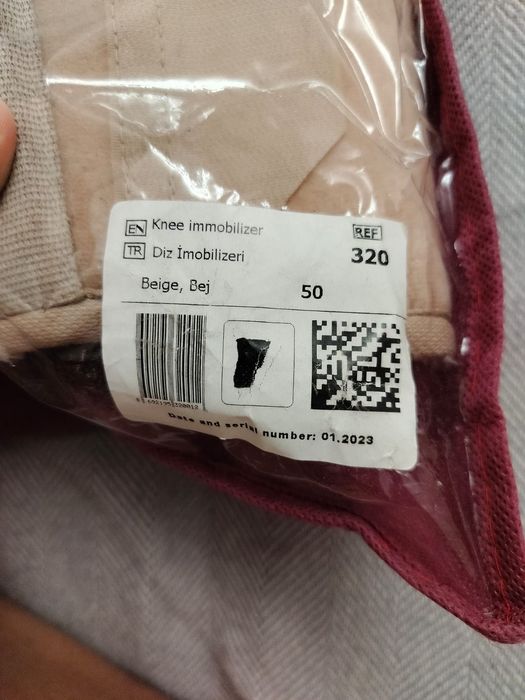 EN Knee immobilizer REF
TR Diz İmobilizeri 320
Beige, Bej 50
Date and serial number: 01.2023